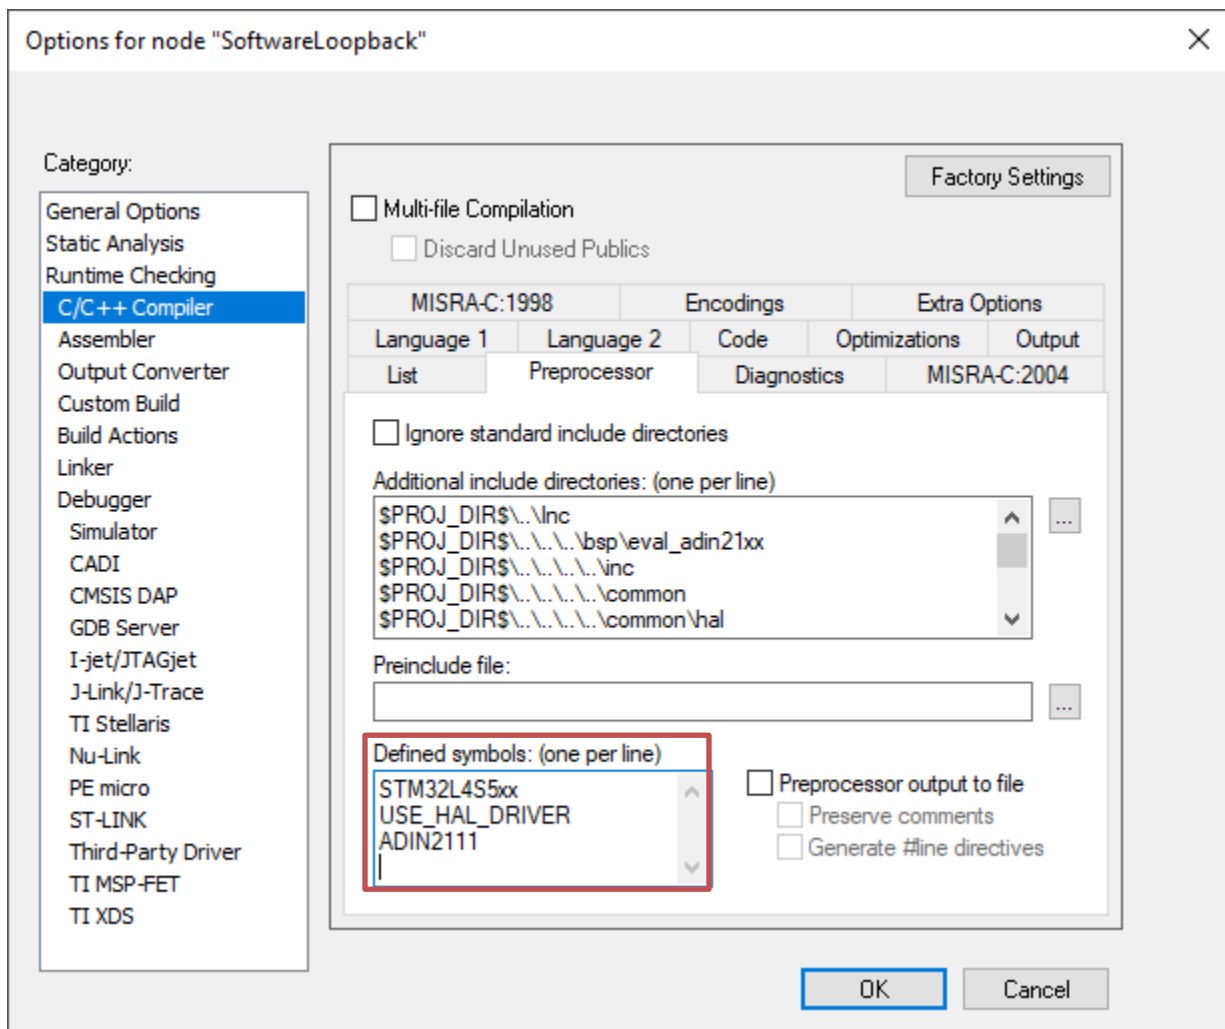 Options for node "SoftwareLoopback"
Category:
General Options
Static Analysis
Runtime Checking
C/C++ Compiler
Assembler
Output Converter
Custom Build
Build Actions
Linker
Debugger
Simulator
CADI
CMSIS DAP
GDB Server
I-jet/JTAGjet
J-Link/J-Trace
TI Stellaris
Nu-Link
PE micro
ST-LINK
Third-Party Driver
TI MSP-FET
TI XDS
Factory Settings
Multi-file Compilation
Discard Unused Publics
MISRA-C:1998 Encodings Extra Options
Language 1 Language 2 Code Optimizations Output
List Preprocessor Diagnostics MISRA-C:2004
Ignore standard include directories
Additional include directories: (one per line)
$PROJ_DIR$\..\Inc
$PROJ_DIR$\..\..\..\bsp\eval_adin21xx
$PROJ_DIR$\..\..\..\..\inc
$PROJ_DIR$\..\..\..\..\common
$PROJ_DIR$\..\..\..\..\common\hal
...
Preinclude file:
...
Defined symbols: (one per line)
STM32L4S5xx
USE_HAL_DRIVER
ADIN2111
Preprocessor output to file
Preserve comments
Generate #line directives
OK Cancel